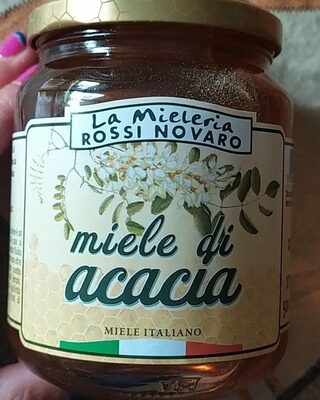 La Mieleria
ROSSI NOVARO
miele di
acacia
MIELE ITALIANO